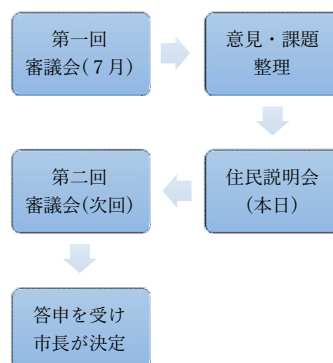 第一回
審議会(７月)
意見・課題
整理
住民説明会
(本日)
第二回
審議会(次回)
答申を受け
市長が決定